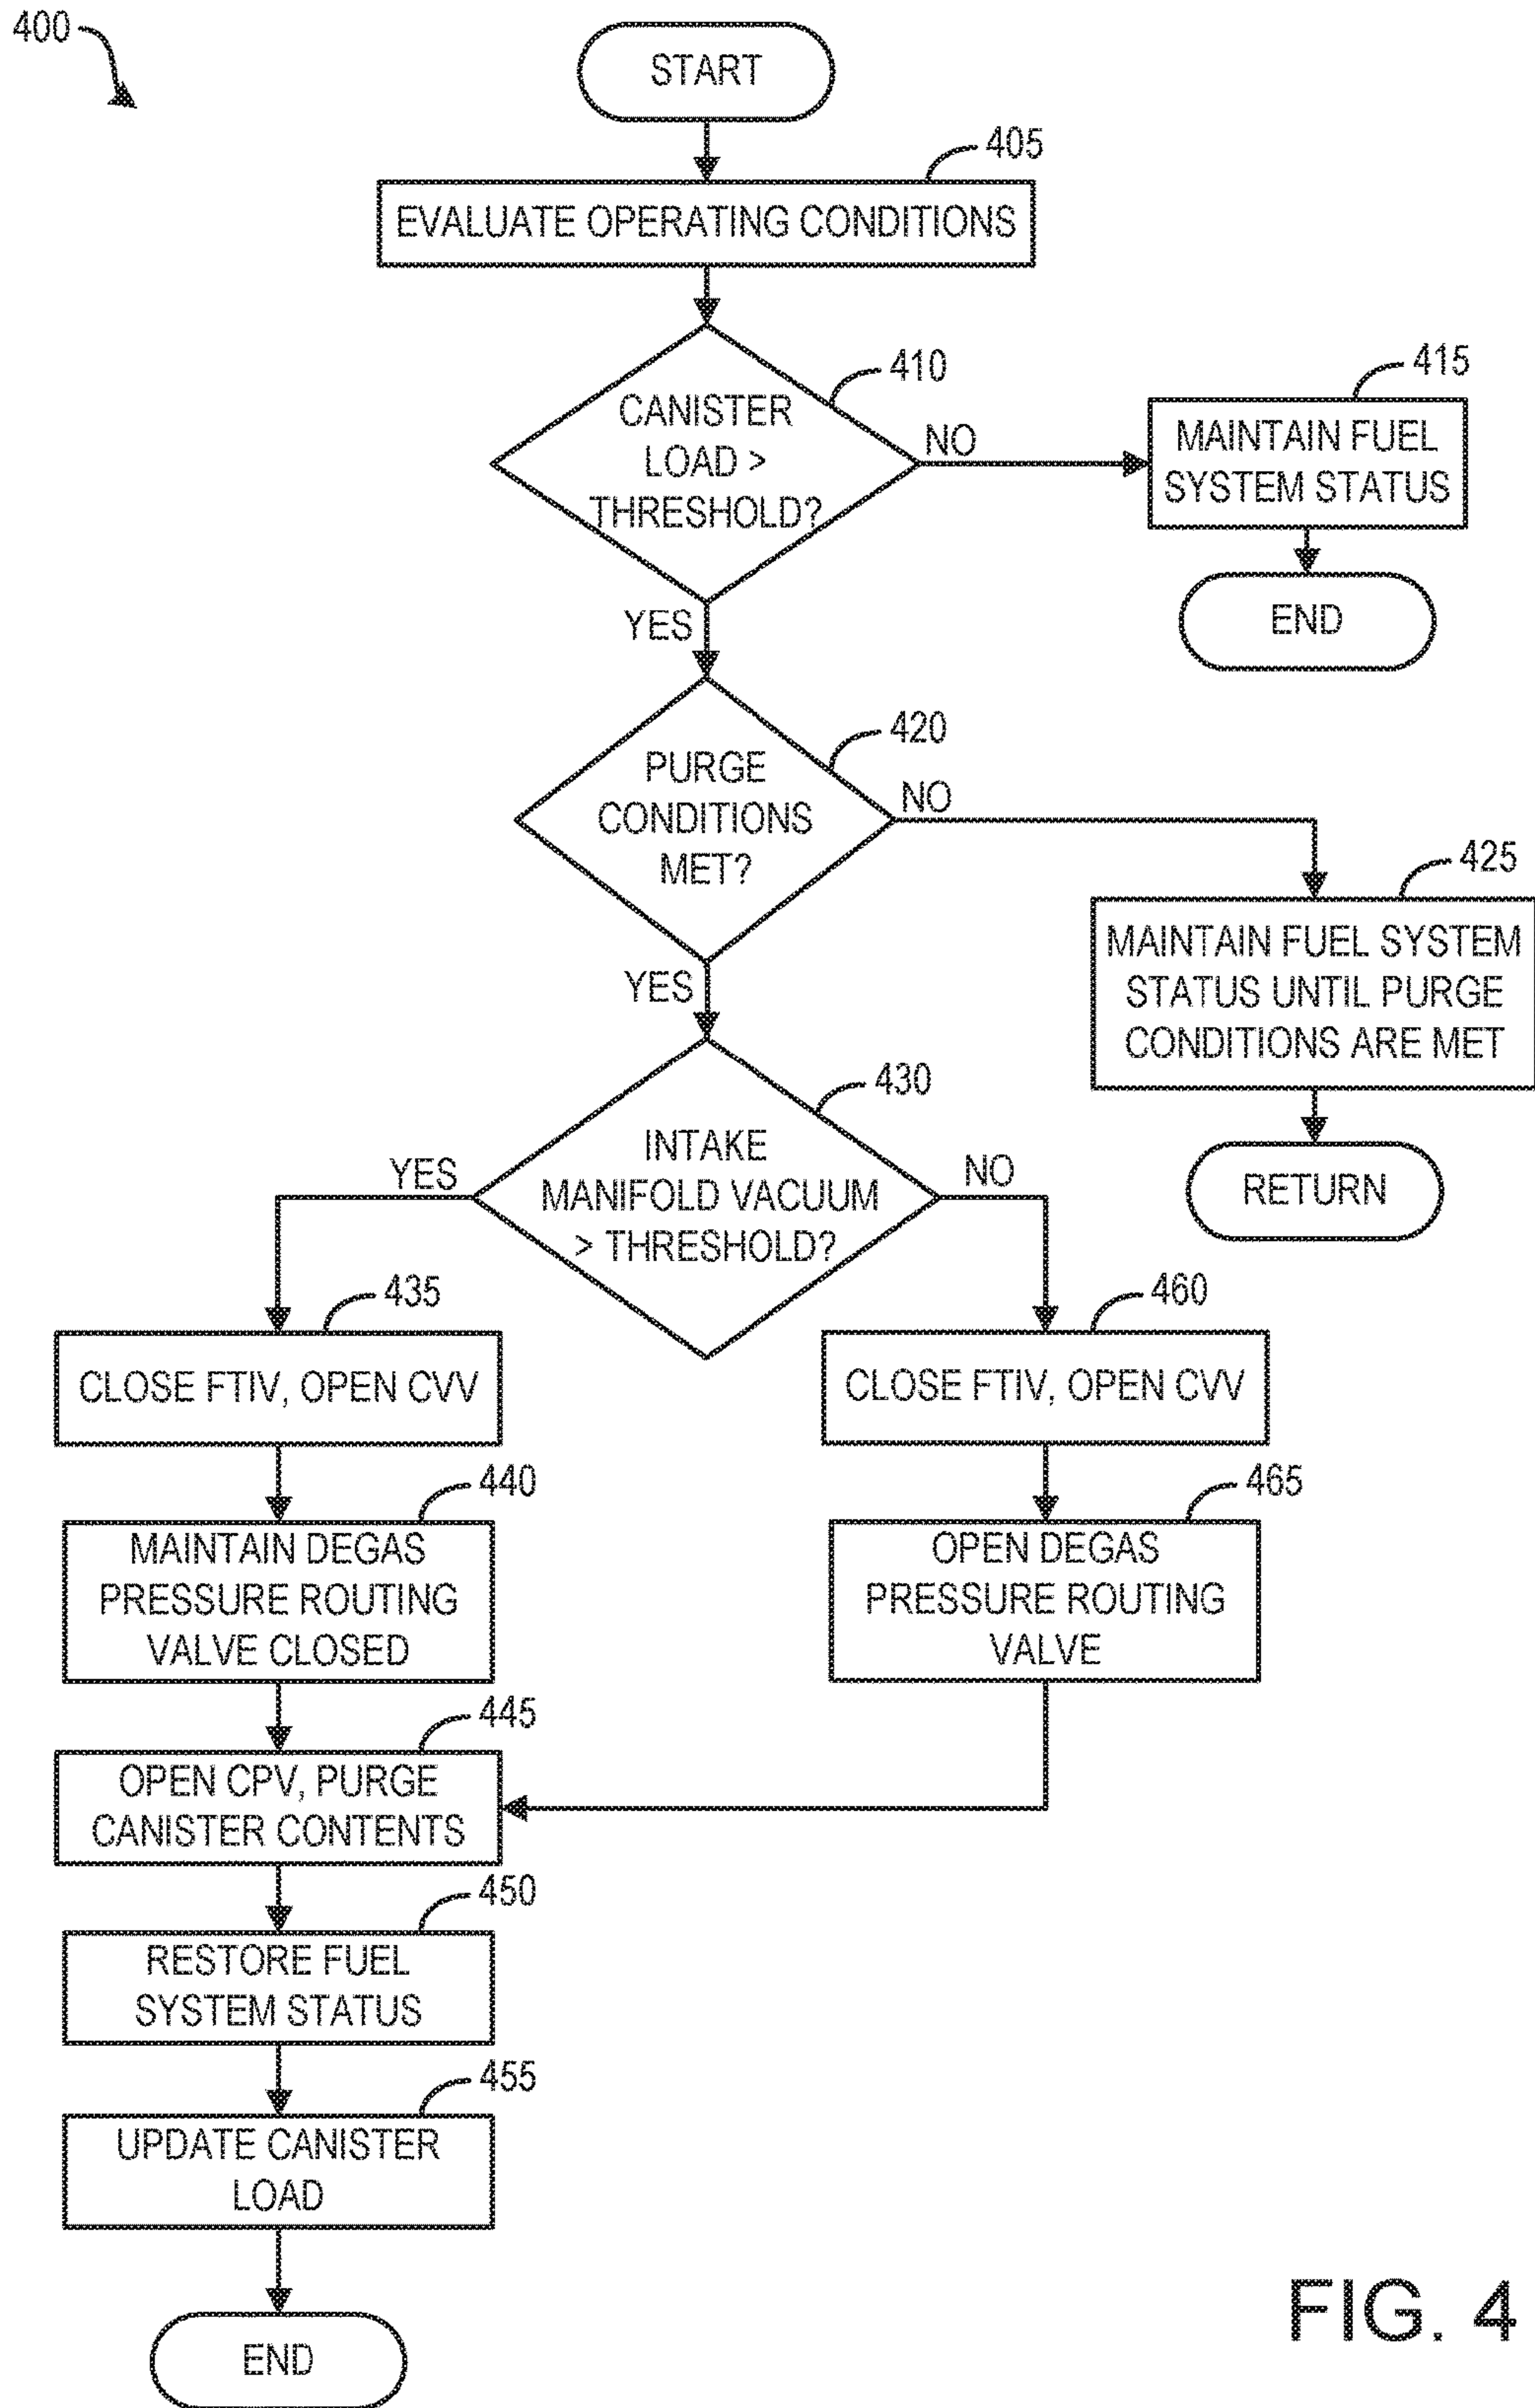 400
START
405
EVALUATE OPERATING CONDITIONS
410
CANISTER
LOAD >
THRESHOLD?
NO
415
MAINTAIN FUEL
SYSTEM STATUS
END
YES
420
PURGE
CONDITIONS
MET?
NO
425
MAINTAIN FUEL SYSTEM
STATUS UNTIL PURGE
CONDITIONS ARE MET
RETURN
YES
430
INTAKE
MANIFOLD VACUUM
> THRESHOLD?
YES
NO
435
CLOSE FTIV, OPEN CVV
460
CLOSE FTIV, OPEN CVV
440
MAINTAIN DEGAS
PRESSURE ROUTING
VALVE CLOSED
465
OPEN DEGAS
PRESSURE ROUTING
VALVE
445
OPEN CPV, PURGE
CANISTER CONTENTS
450
RESTORE FUEL
SYSTEM STATUS
455
UPDATE CANISTER
LOAD
END
FIG. 4